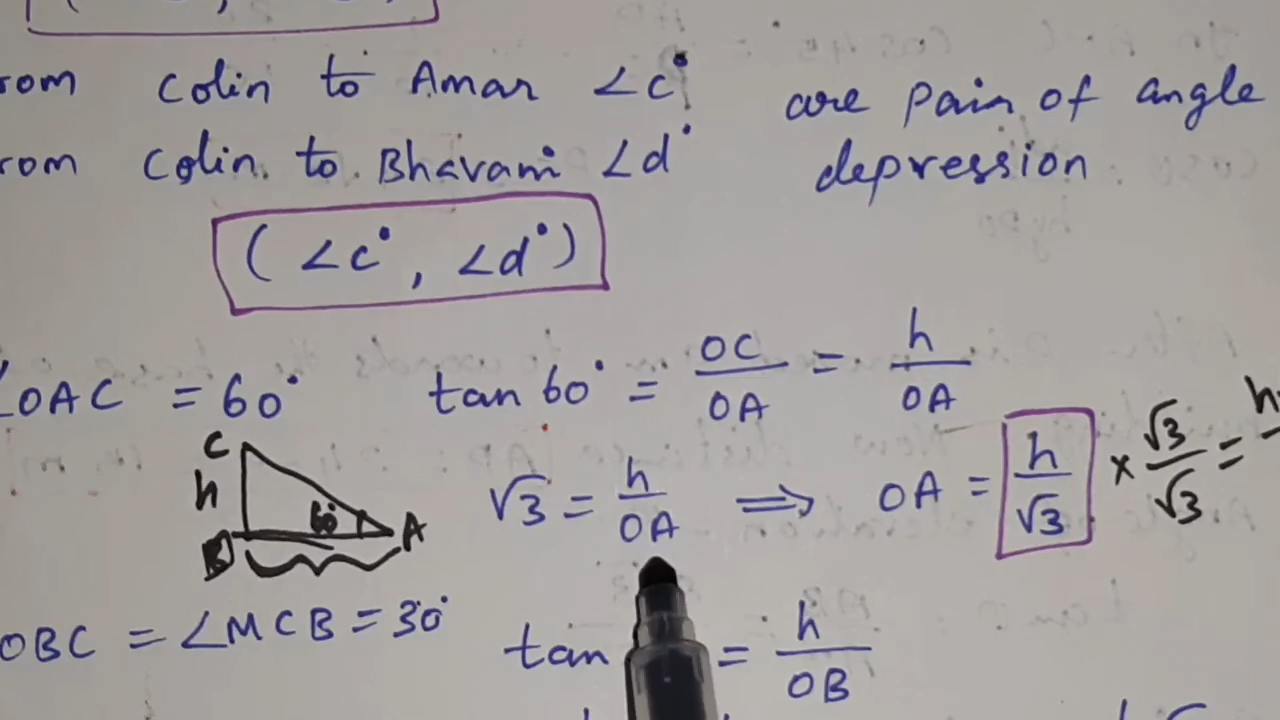 rom Colin to Amar ∠c° are pair of angle
rom Colin to Bhavani ∠d° depression
(∠c°, ∠d°)
∠OAC = 60° tan 60° = OC/OA = h/OA
C
h
60°
A
√3 = h/OA ⟹ OA = h/√3 × √3/√3 = h
OBC = ∠MCB = 30° tan = h/OB